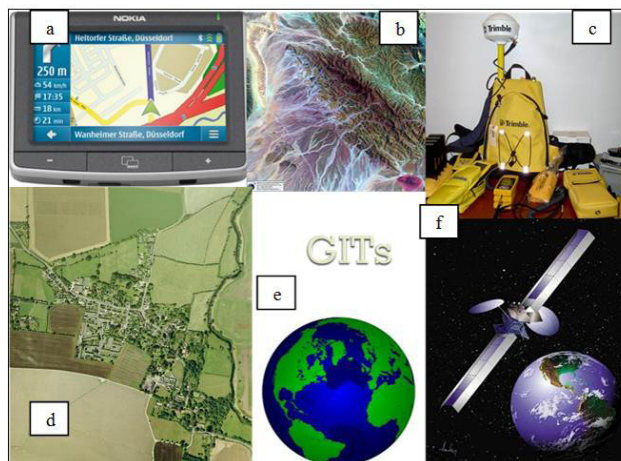 a
NOKIA
Heltorfer Straße, Düsseldorf
250 m
54 km/h
17:35
18 km
21 min
Wanheimer Straße, Düsseldorf
b
c
Trimble
Trimble
d
GITs
e
f